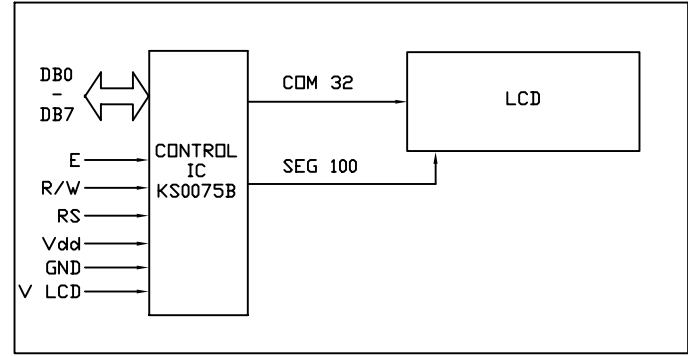 DB0
-
DB7
E
R/W
RS
Vdd
GND
V LCD
CONTROL
IC
KS0075B
COM 32
SEG 100
LCD